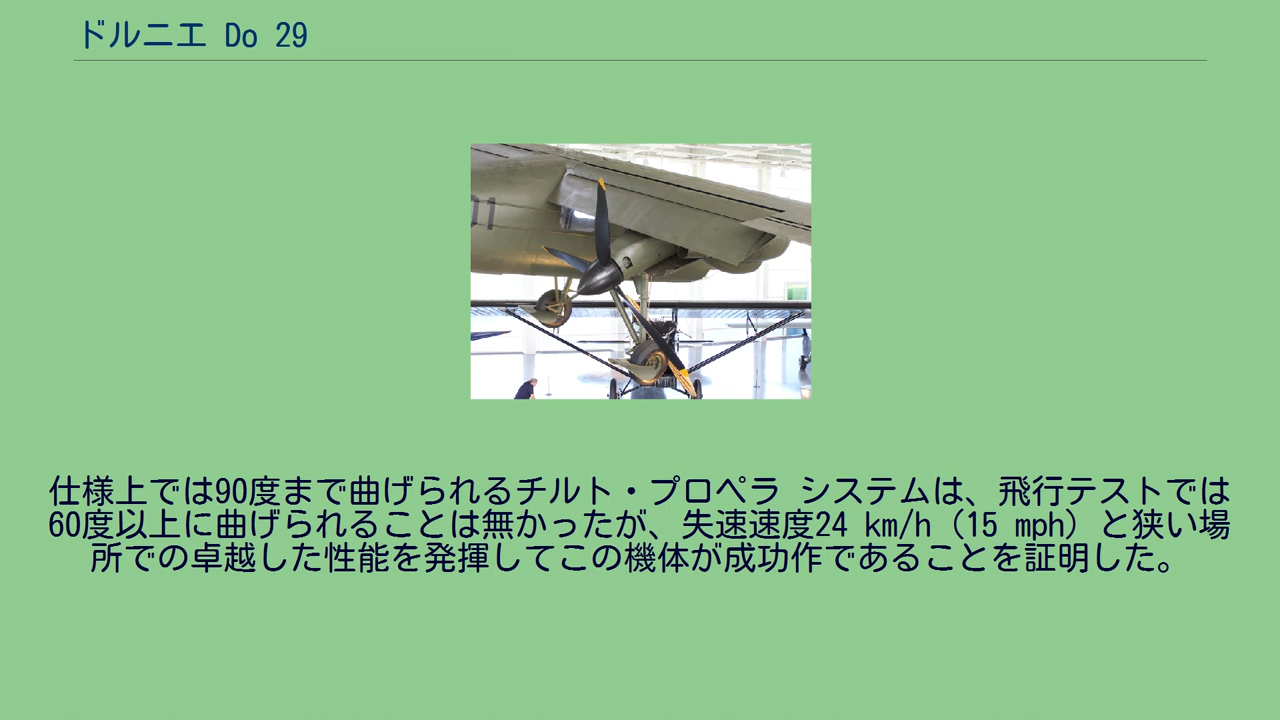 ドルニエ Do 29
仕様上では90度まで曲げられるチルト・プロペラ システムは、飛行テストでは
60度以上に曲げられることは無かったが、失速速度24 km/h (15 mph) と狭い場
所での卓越した性能を発揮してこの機体が成功作であることを証明した。